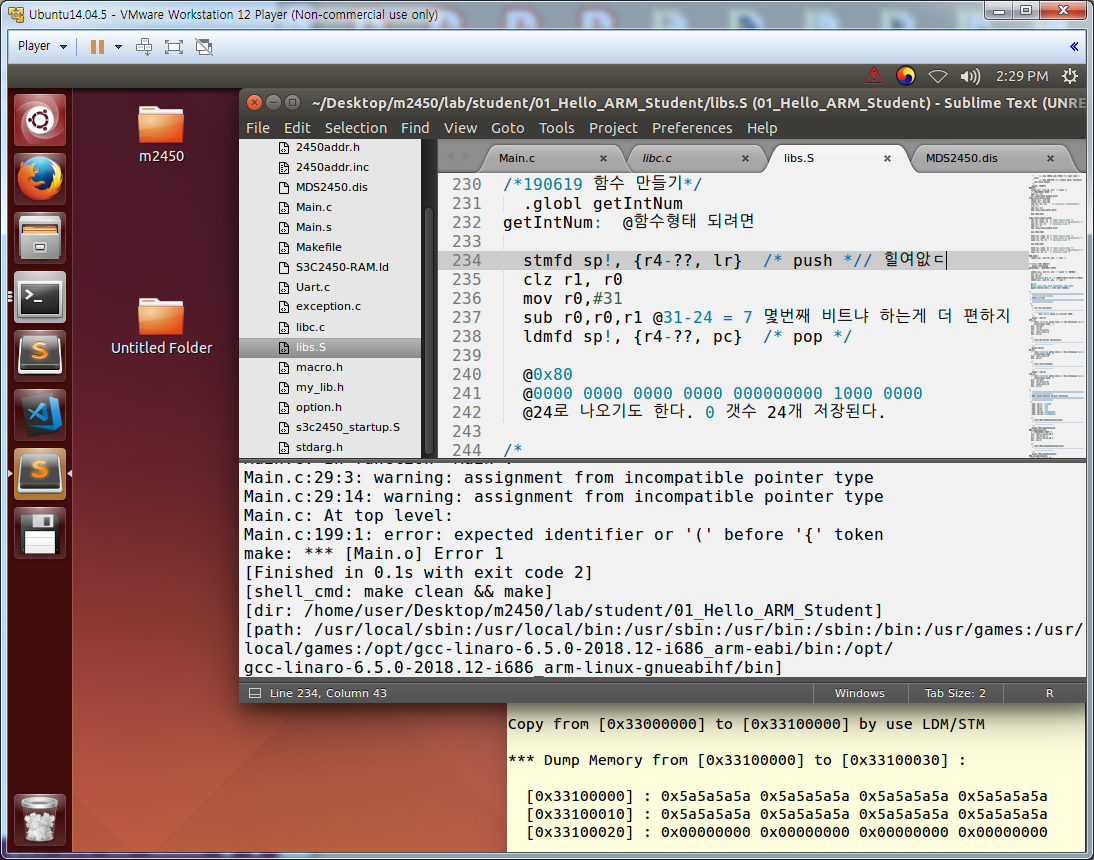 Ubuntu14.04.5 - VMware Workstation 12 Player (Non-commercial use only)
Player
2:29 PM
m2450
Untitled Folder
~/Desktop/m2450/lab/student/01_Hello_ARM_Student/libs.S (01_Hello_ARM_Student) - Sublime Text (UNRE
File Edit Selection Find View Goto Tools Project Preferences Help
2450addr.h
2450addr.inc
MDS2450.dis
Main.c
Main.s
Makefile
S3C2450-RAM.ld
Uart.c
exception.c
libc.c
libs.S
macro.h
my_lib.h
option.h
s3c2450_startup.S
stdarg.h
Main.c libc.c libs.S MDS2450.dis
230 /*190619 함수 만들기*/
231 .globl getIntNum
232 getIntNum: @함수형태 되려면
233
234 stmfd sp!, {r4-??, lr} /* push *// 힐여앖ㄷ
235 clz r1, r0
236 mov r0,#31
237 sub r0,r0,r1 @31-24 = 7 몇번째 비트냐 하는게 더 편하지
238 ldmfd sp!, {r4-??, pc} /* pop */
239
240 @0x80
241 @0000 0000 0000 0000 000000000 1000 0000
242 @24로 나오기도 한다. 0 갯수 24개 저장된다.
243
244 /*
Main.c:29:3: warning: assignment from incompatible pointer type
Main.c:29:14: warning: assignment from incompatible pointer type
Main.c: At top level:
Main.c:199:1: error: expected identifier or '(' before '{' token
make: *** [Main.o] Error 1
[Finished in 0.1s with exit code 2]
[shell_cmd: make clean && make]
[dir: /home/user/Desktop/m2450/lab/student/01_Hello_ARM_Student]
[path: /usr/local/sbin:/usr/local/bin:/usr/sbin:/usr/bin:/sbin:/bin:/usr/games:/usr/
local/games:/opt/gcc-linaro-6.5.0-2018.12-i686_arm-eabi/bin:/opt/
gcc-linaro-6.5.0-2018.12-i686_arm-linux-gnueabihf/bin]
Line 234, Column 43 Windows Tab Size: 2 R
Copy from [0x33000000] to [0x33100000] by use LDM/STM
*** Dump Memory from [0x33100000] to [0x33100030] :
[0x33100000] : 0x5a5a5a5a 0x5a5a5a5a 0x5a5a5a5a 0x5a5a5a5a
[0x33100010] : 0x5a5a5a5a 0x5a5a5a5a 0x5a5a5a5a 0x5a5a5a5a
[0x33100020] : 0x00000000 0x00000000 0x00000000 0x00000000